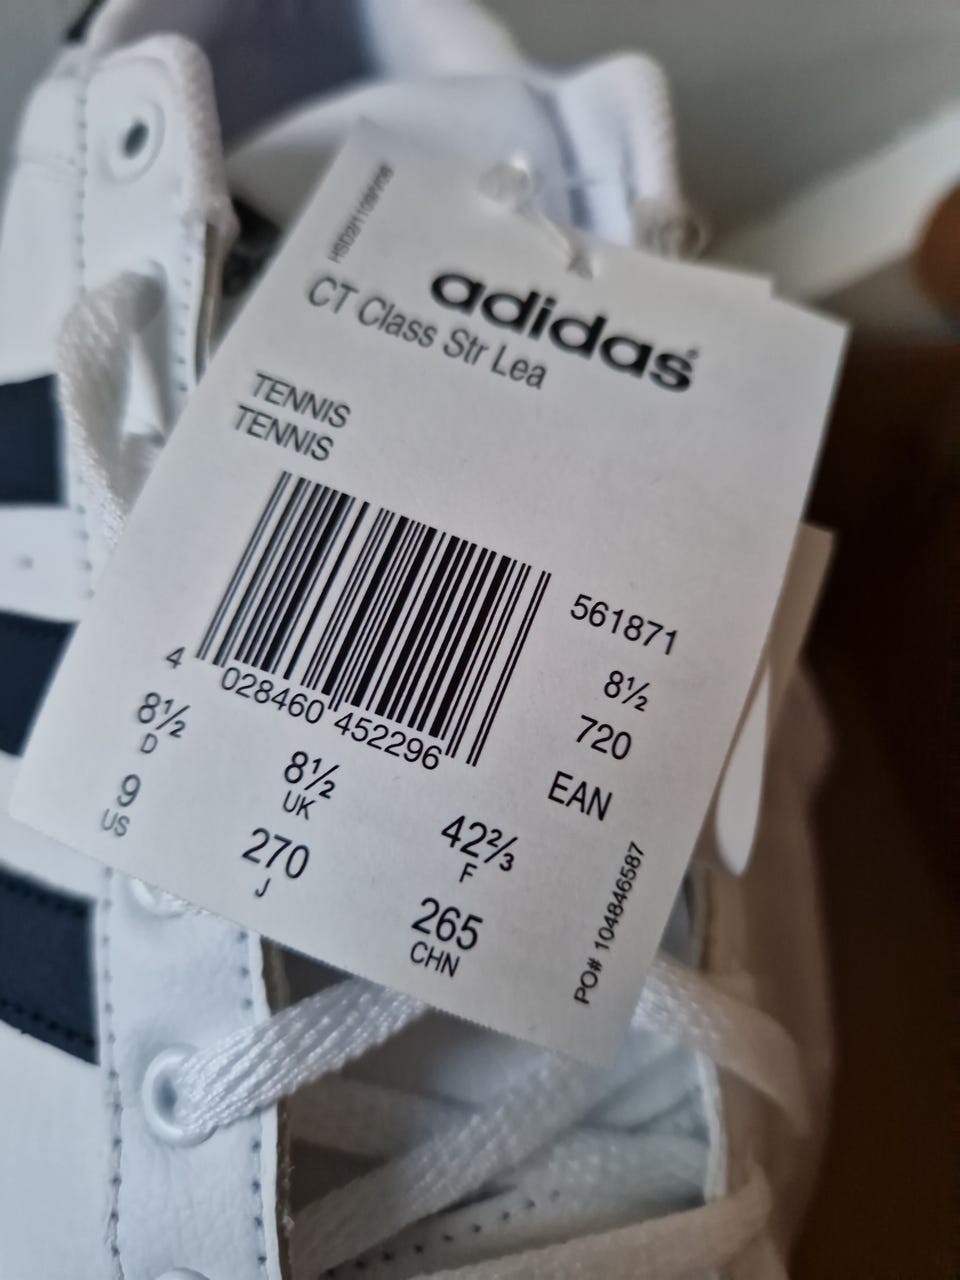 HSD2H109IV08
adidas®
CT Class Str Lea
TENNIS
TENNIS
561871
8½
720
EAN
4 028460 452296
8½
D
8½
UK
42⅔
F
9
US
270
J
265
CHN
PO# 104846587